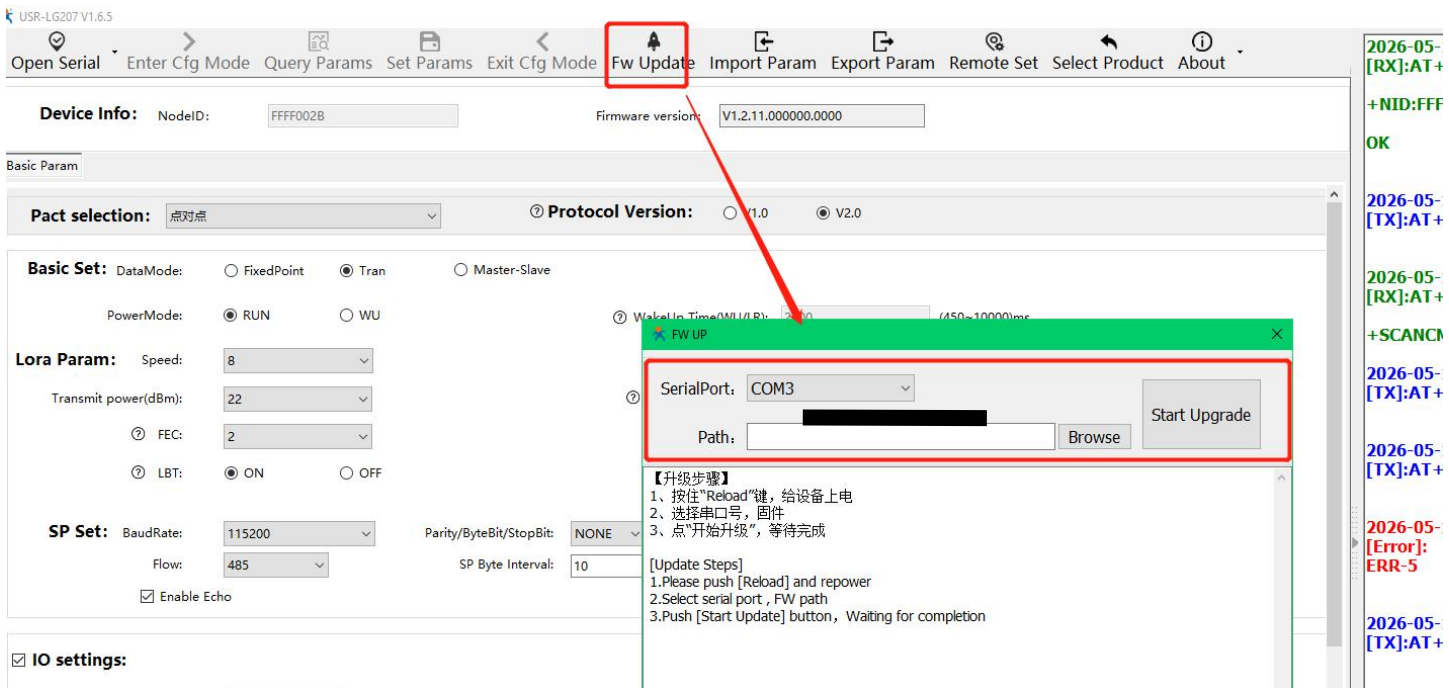 USR-LG207 V1.6.5
Open Serial Enter Cfg Mode Query Params Set Params Exit Cfg Mode Fw Update Import Param Export Param Remote Set Select Product About
Device Info: NodeID: FFFF002B Firmware version: V1.2.11.000000.0000
Basic Param
Pact selection: 点对点 Protocol Version: V1.0 V2.0
Basic Set: DataMode: FixedPoint Tran Master-Slave
PowerMode: RUN WU WakeUp Time(WU/LR): (450~10000)ms
Lora Param: Speed: 8
Transmit power(dBm): 22
FEC: 2
LBT: ON OFF
SP Set: BaudRate: 115200 Parity/ByteBit/StopBit: NONE
Flow: 485 SP Byte Interval: 10
Enable Echo
IO settings:
FW UP
SerialPort: COM3
Start Upgrade
Path: Browse
【升级步骤】
1、按住“Reload”键，给设备上电
2、选择串口号，固件
3、点“开始升级”，等待完成
[Update Steps]
1.Please push [Reload] and repower
2.Select serial port , FW path
3.Push [Start Update] button，Waiting for completion
2026-05-
[RX]:AT+
+NID:FFF
OK
2026-05-
[TX]:AT+
2026-05-
[RX]:AT+
+SCANCM
2026-05-
[TX]:AT+
2026-05-
[TX]:AT+
2026-05-
[Error]:
ERR-5
2026-05-
[TX]:AT+